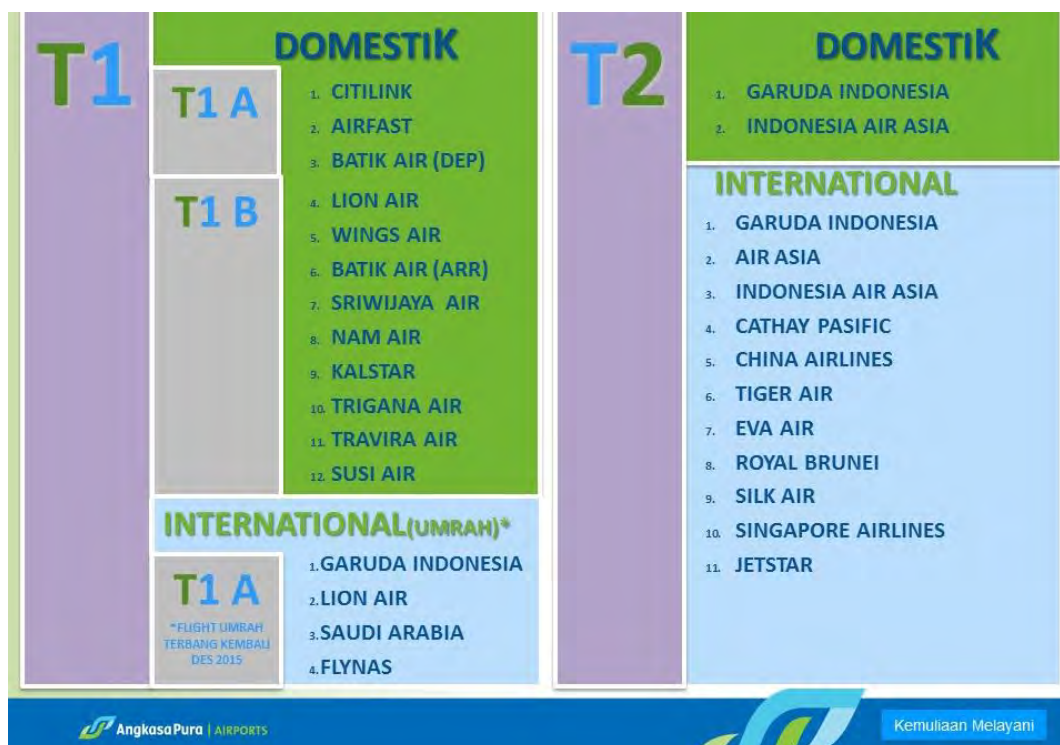 T1
DOMESTIK
T1 A
1. CITILINK
2. AIRFAST
3. BATIK AIR (DEP)
T1 B
4. LION AIR
5. WINGS AIR
6. BATIK AIR (ARR)
7. SRIWIJAYA AIR
8. NAM AIR
9. KALSTAR
10. TRIGANA AIR
11. TRAVIRA AIR
12. SUSI AIR
INTERNATIONAL(UMRAH)*
T1 A
*FLIGHT UMRAH
TERBANG KEMBALI
DES 2015
1.GARUDA INDONESIA
2.LION AIR
3.SAUDI ARABIA
4.FLYNAS
T2
DOMESTIK
1. GARUDA INDONESIA
2. INDONESIA AIR ASIA
INTERNATIONAL
1. GARUDA INDONESIA
2. AIR ASIA
3. INDONESIA AIR ASIA
4. CATHAY PASIFIC
5. CHINA AIRLINES
6. TIGER AIR
7. EVA AIR
8. ROYAL BRUNEI
9. SILK AIR
10. SINGAPORE AIRLINES
11. JETSTAR
AngkasaPura | AIRPORTS
Kemuliaan Melayani